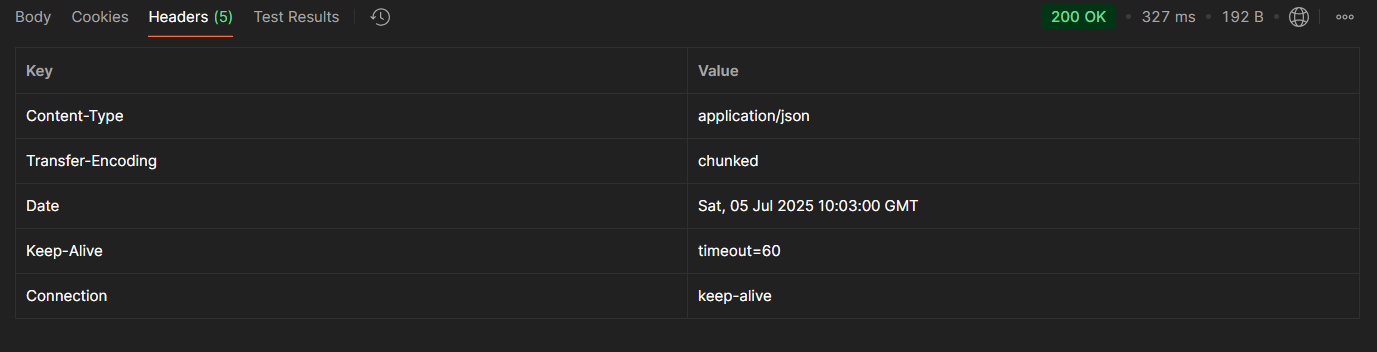 Body Cookies Headers (5) Test Results 200 OK • 327 ms • 192 B •
Key Value
Content-Type application/json
Transfer-Encoding chunked
Date Sat, 05 Jul 2025 10:03:00 GMT
Keep-Alive timeout=60
Connection keep-alive